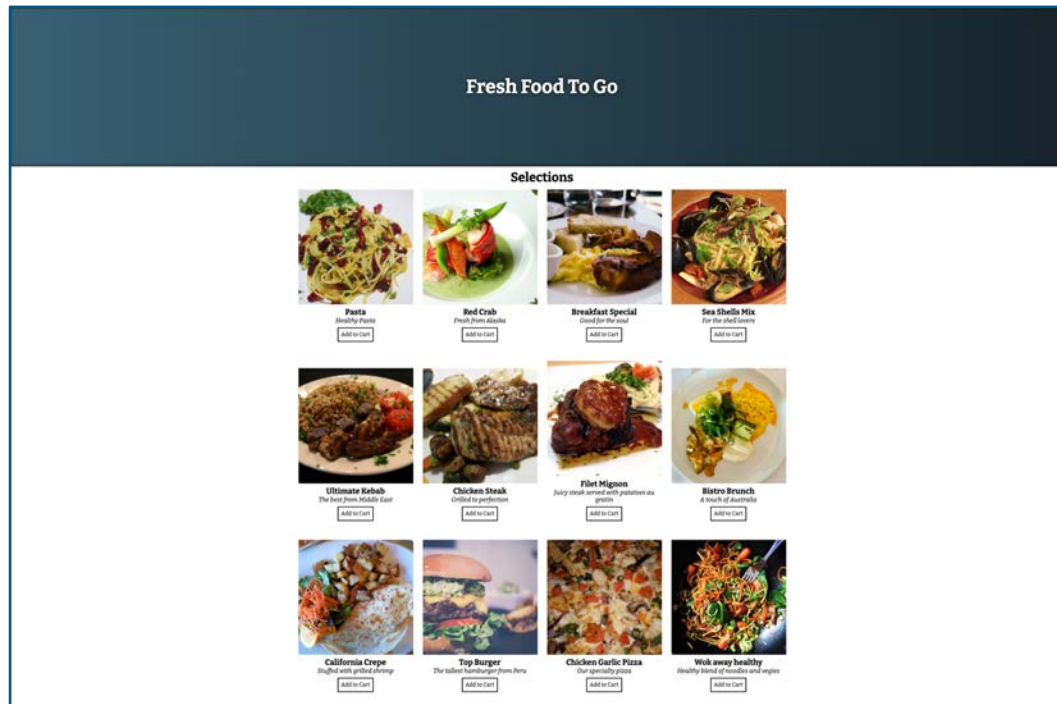 Fresh Food To Go
Selections
Pasta
Healthy Pasta
Add to Cart
Red Crab
Fresh from Alaska
Add to Cart
Breakfast Special
Good for the soul
Add to Cart
Sea Shells Mix
For the shell lovers
Add to Cart
Ultimate Kebab
The best from Middle East
Add to Cart
Chicken Steak
Grilled to perfection
Add to Cart
Filet Mignon
Juicy steak served with patatoes au
gratin
Add to Cart
Bistro Brunch
A touch of Australia
Add to Cart
California Crepe
Stuffed with grilled shrimp
Add to Cart
Top Burger
The tallest hamburger from Peru
Add to Cart
Chicken Garlic Pizza
Our specialty pizza
Add to Cart
Wok away healthy
Healthy blend of noodles and vegies
Add to Cart